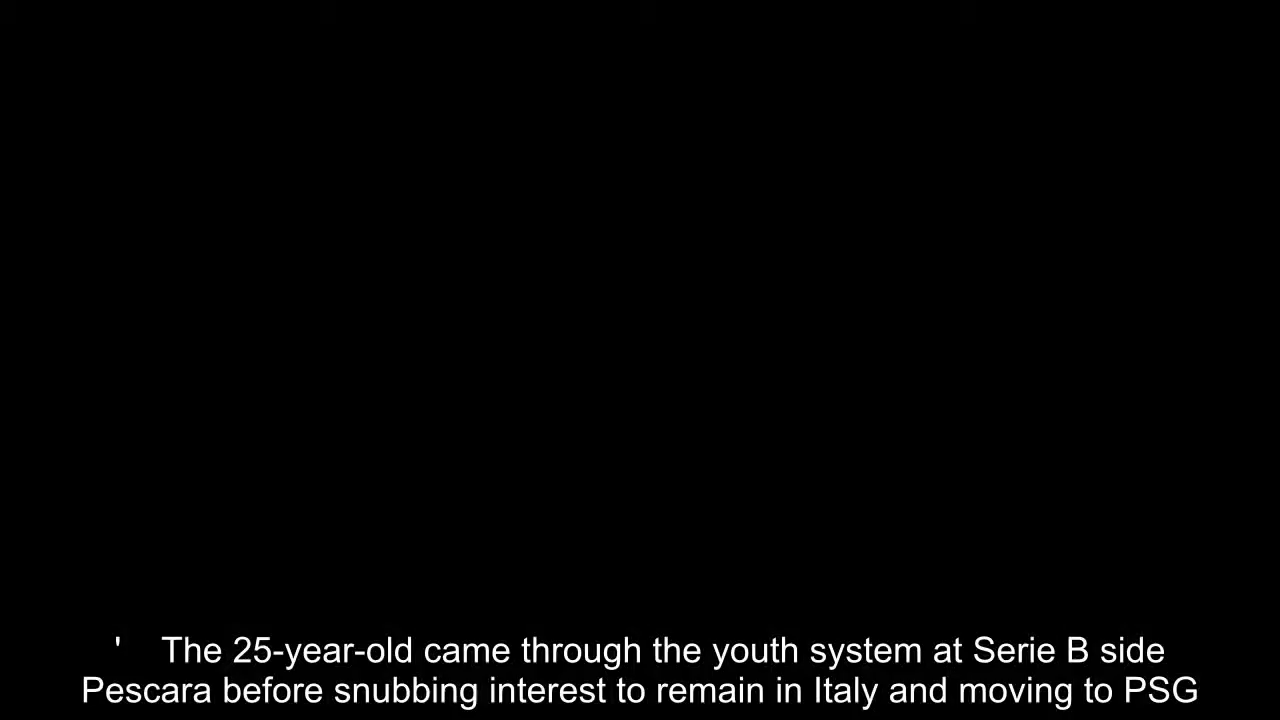 ' The 25-year-old came through the youth system at Serie B side
Pescara before snubbing interest to remain in Italy and moving to PSG